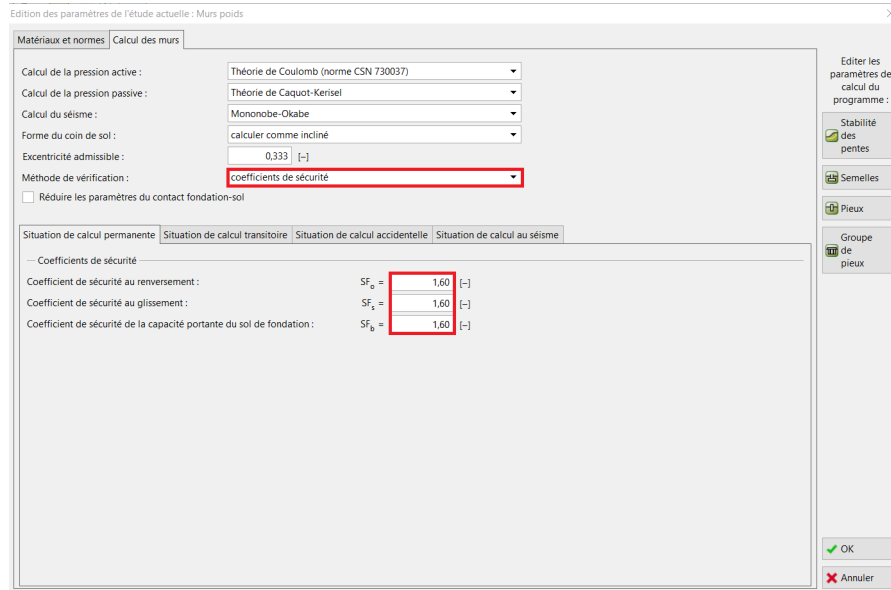 Edition des paramètres de l'étude actuelle : Murs poids
Matériaux et normes Calcul des murs
Calcul de la pression active : Théorie de Coulomb (norme CSN 730037)
Calcul de la pression passive : Théorie de Caquot-Kerisel
Calcul du séisme : Mononobe-Okabe
Forme du coin de sol : calculer comme incliné
Excentricité admissible : 0,333 [–]
Méthode de vérification : coefficients de sécurité
Réduire les paramètres du contact fondation-sol
Situation de calcul permanente Situation de calcul transitoire Situation de calcul accidentelle Situation de calcul au séisme
Coefficients de sécurité
Coefficient de sécurité au renversement : SFo = 1,60 [–]
Coefficient de sécurité au glissement : SFs = 1,60 [–]
Coefficient de sécurité de la capacité portante du sol de fondation : SFb = 1,60 [–]
Editer les
paramètres de
calcul du
programme :
Stabilité
des
pentes
Semelles
Pieux
Groupe
de
pieux
OK
Annuler